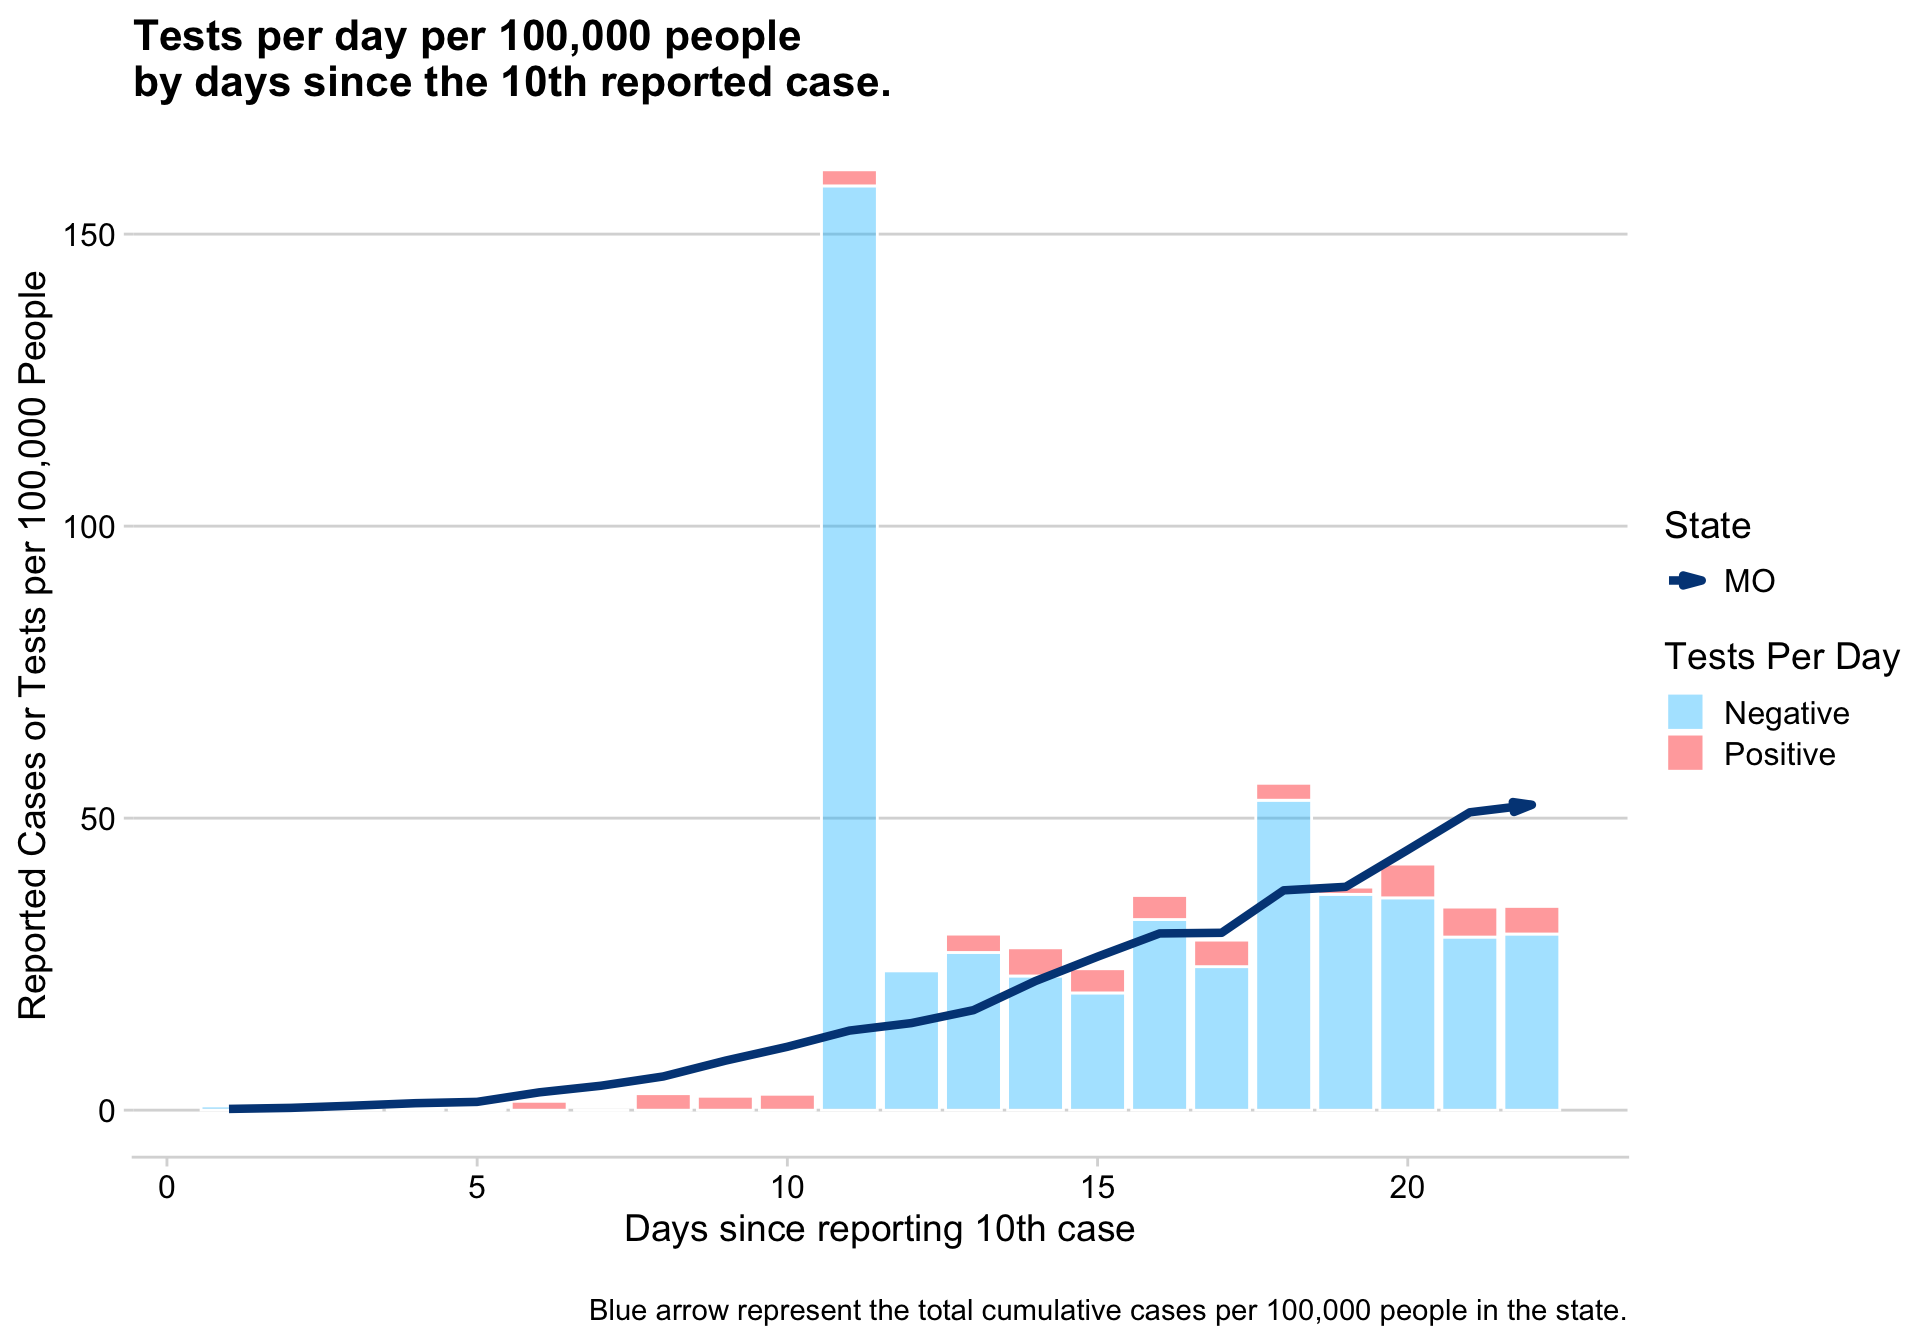 Tests per day per 100,000 people
by days since the 10th reported case.
Reported Cases or Tests per 100,000 People
150
100
50
0
0 5 10 15 20
Days since reporting 10th case
State
MO
Tests Per Day
Negative
Positive
Blue arrow represent the total cumulative cases per 100,000 people in the state.